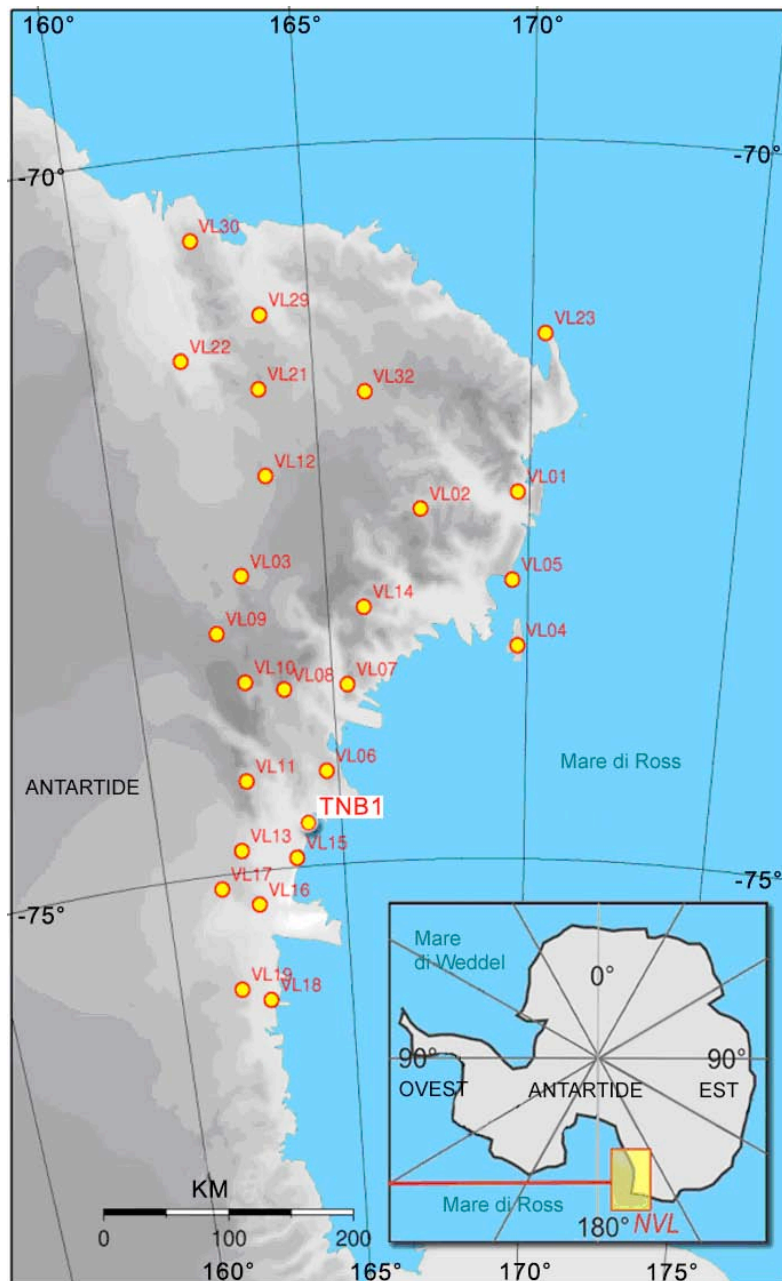 160°
165°
170°
-70°
-70°
VL30
VL29
VL23
VL22
VL21
VL32
VL12
VL02
VL01
VL03
VL05
VL14
VL09
VL04
VL10
VL08
VL07
VL06
Mare di Ross
ANTARTIDE
VL11
TNB1
VL13
VL15
VL17
-75°
-75°
VL16
VL19
VL18
Mare
di Weddel
0°
90°
90°
OVEST
ANTARTIDE
EST
KM
Mare di Ross
180°
NVL
0
100
200
160°
165°
170°
175°